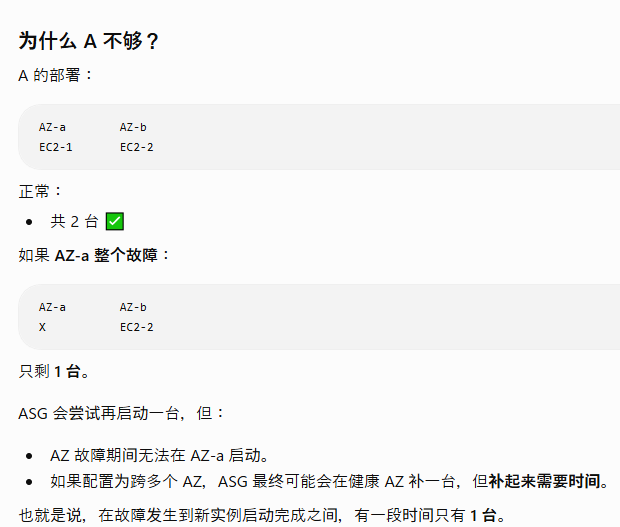 为什么 A 不够？
A 的部署：
AZ-a AZ-b
EC2-1 EC2-2
正常：
• 共 2 台 ✅
如果 AZ-a 整个故障：
AZ-a AZ-b
X EC2-2
只剩 1 台。
ASG 会尝试再启动一台，但：
• AZ 故障期间无法在 AZ-a 启动。
• 如果配置为跨多个 AZ，ASG 最终可能会在健康 AZ 补一台，但补起来需要时间。
也就是说，在故障发生到新实例启动完成之间，有一段时间只有 1 台。